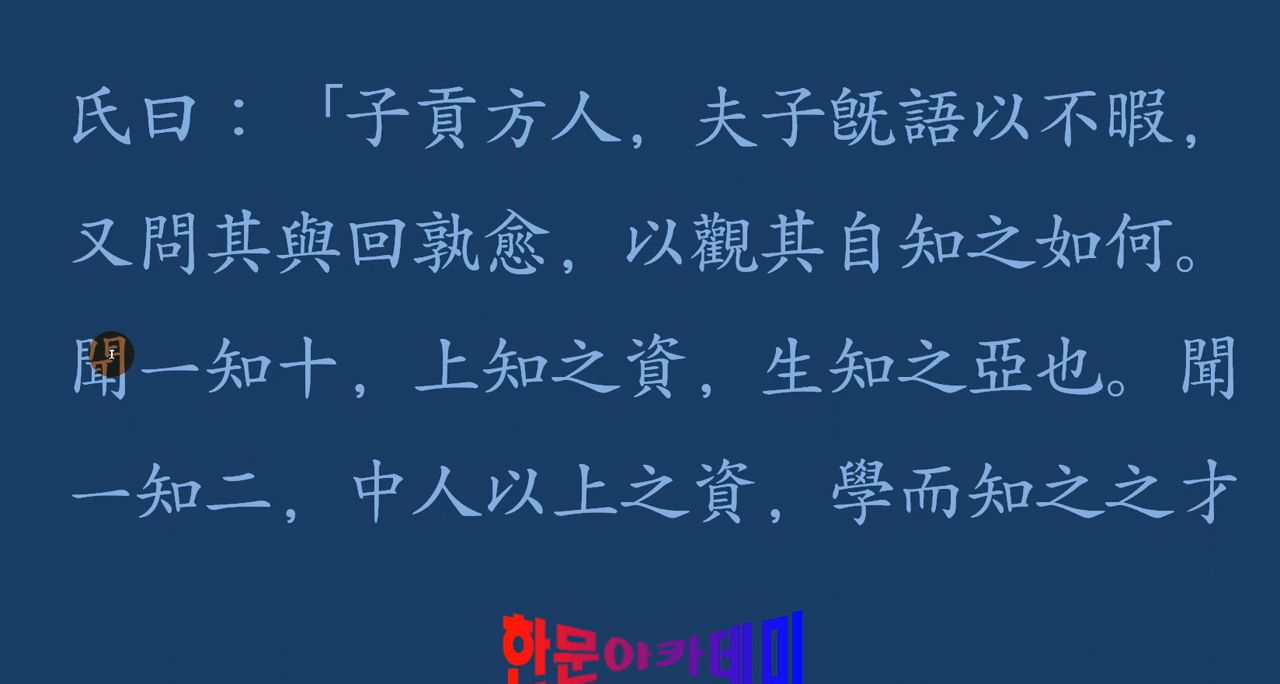 氏曰：「子貢方人，夫子既語以不暇，
又問其與回孰愈，以觀其自知之如何。
聞一知十，上知之資，生知之亞也。聞
一知二，中人以上之資，學而知之之才
한문아카데미